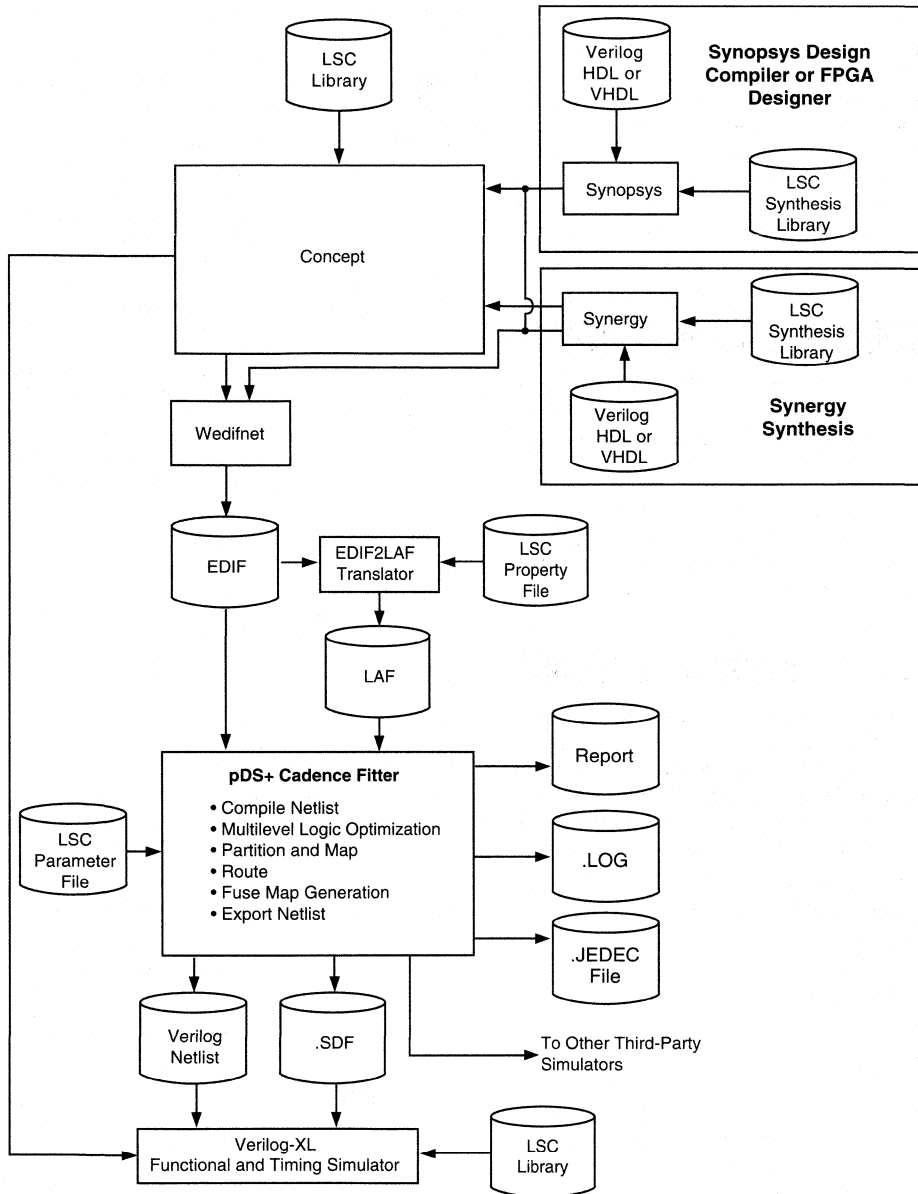 LSC
Library
Verilog
HDL or
VHDL
Synopsys Design
Compiler or FPGA
Designer
Synopsys
LSC
Synthesis
Library
Concept
Synergy
LSC
Synthesis
Library
Verilog
HDL or
VHDL
Synergy
Synthesis
Wedifnet
EDIF
EDIF2LAF
Translator
LSC
Property
File
LAF
pDS+ Cadence Fitter
• Compile Netlist
• Multilevel Logic Optimization
• Partition and Map
• Route
• Fuse Map Generation
• Export Netlist
LSC
Parameter
File
Report
.LOG
.JEDEC
File
Verilog
Netlist
.SDF
To Other Third-Party
Simulators
Verilog-XL
Functional and Timing Simulator
LSC
Library